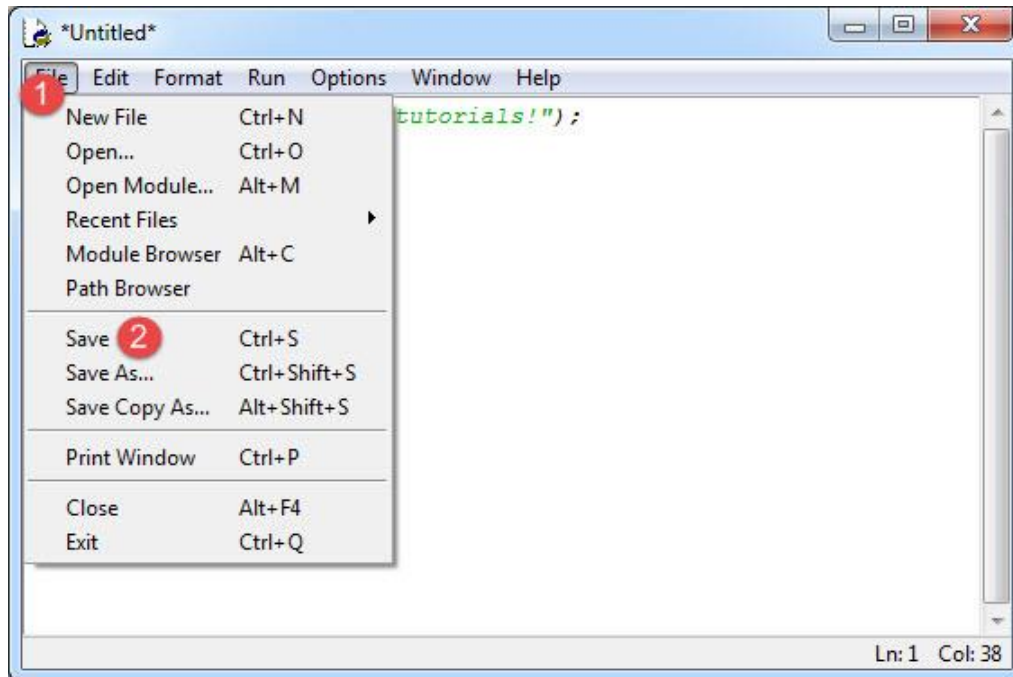 *Untitled*
File Edit Format Run Options Window Help
1
tutorials!");
New File Ctrl+N
Open... Ctrl+O
Open Module... Alt+M
Recent Files
Module Browser Alt+C
Path Browser
Save 2 Ctrl+S
Save As... Ctrl+Shift+S
Save Copy As... Alt+Shift+S
Print Window Ctrl+P
Close Alt+F4
Exit Ctrl+Q
Ln: 1 Col: 38